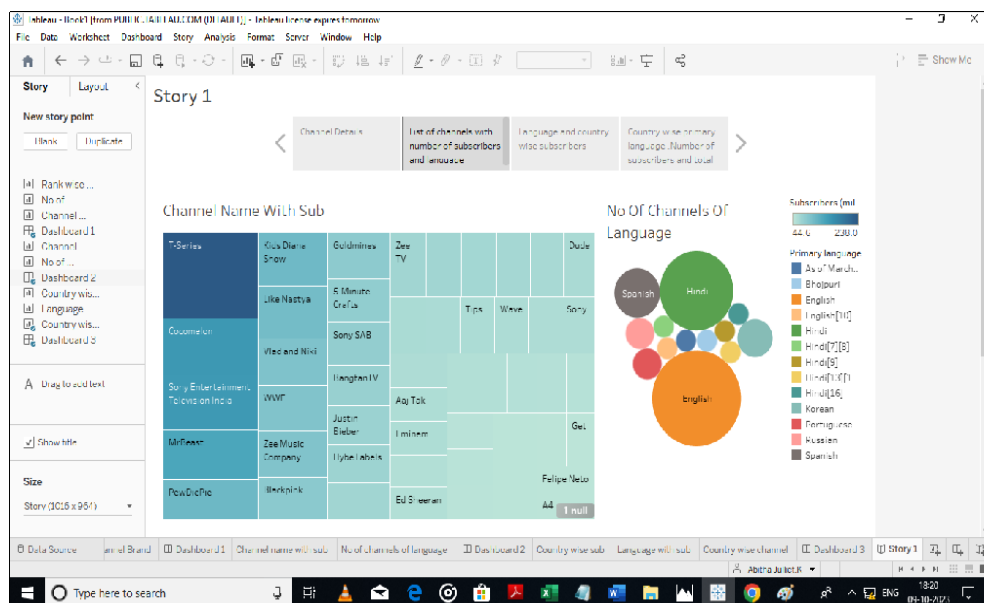 Tableau - Book1 [from PUBLIC.TABLEAU.COM (DEFAULT)] - Tableau license expires tomorrow
File Data Worksheet Dashboard Story Analysis Format Server Window Help
Show Me
Story Layout
New story point
Blank Duplicate
Rank wise ...
No of
Channel ...
Dashboard 1
Channel
No of ...
Dashboard 2
Country wis...
Language
Country wis...
Dashboard 3
A Drag to add text
Show title
Size
Story (1016 x 964)
Story 1
Channel Details
List of channels with
number of subscribers
and language
Language and country
wise subscribers
Country wise primary
language ,Number of
subscribers and total
Channel Name With Sub
T-Series
Cocomelon
Sony Entertainment
Television India
MrBeast
PewDiePie
Kids Diana
Show
Like Nastya
Vlad and Niki
WWE
Zee Music
Company
Blackpink
Goldmines
5-Minute
Crafts
Sony SAB
BangtanTV
Justin
Bieber
Hybe Labels
Zee
TV
Aaj Tak
Eminem
Ed Sheeran
Tips
Wave
Dude
Sony
Get
Felipe Neto
A4
1 null
No Of Channels Of
Language
Spanish
Hindi
English
Subscribers (mil
44.6 238.0
Primary language
As of March...
Bhojpuri
English
English[10]
Hindi
Hindi[7][8]
Hindi[9]
Hindi[16]
Korean
Portuguese
Russian
Spanish
Data Source
annel Brand
Dashboard 1
Channel name with sub
No of channels of language
Dashboard 2
Country wise sub
Language with sub
Country wise channel
Dashboard 3
Story 1
Abitha Juliet.K
Type here to search
ENG
18:20
09-10-2023